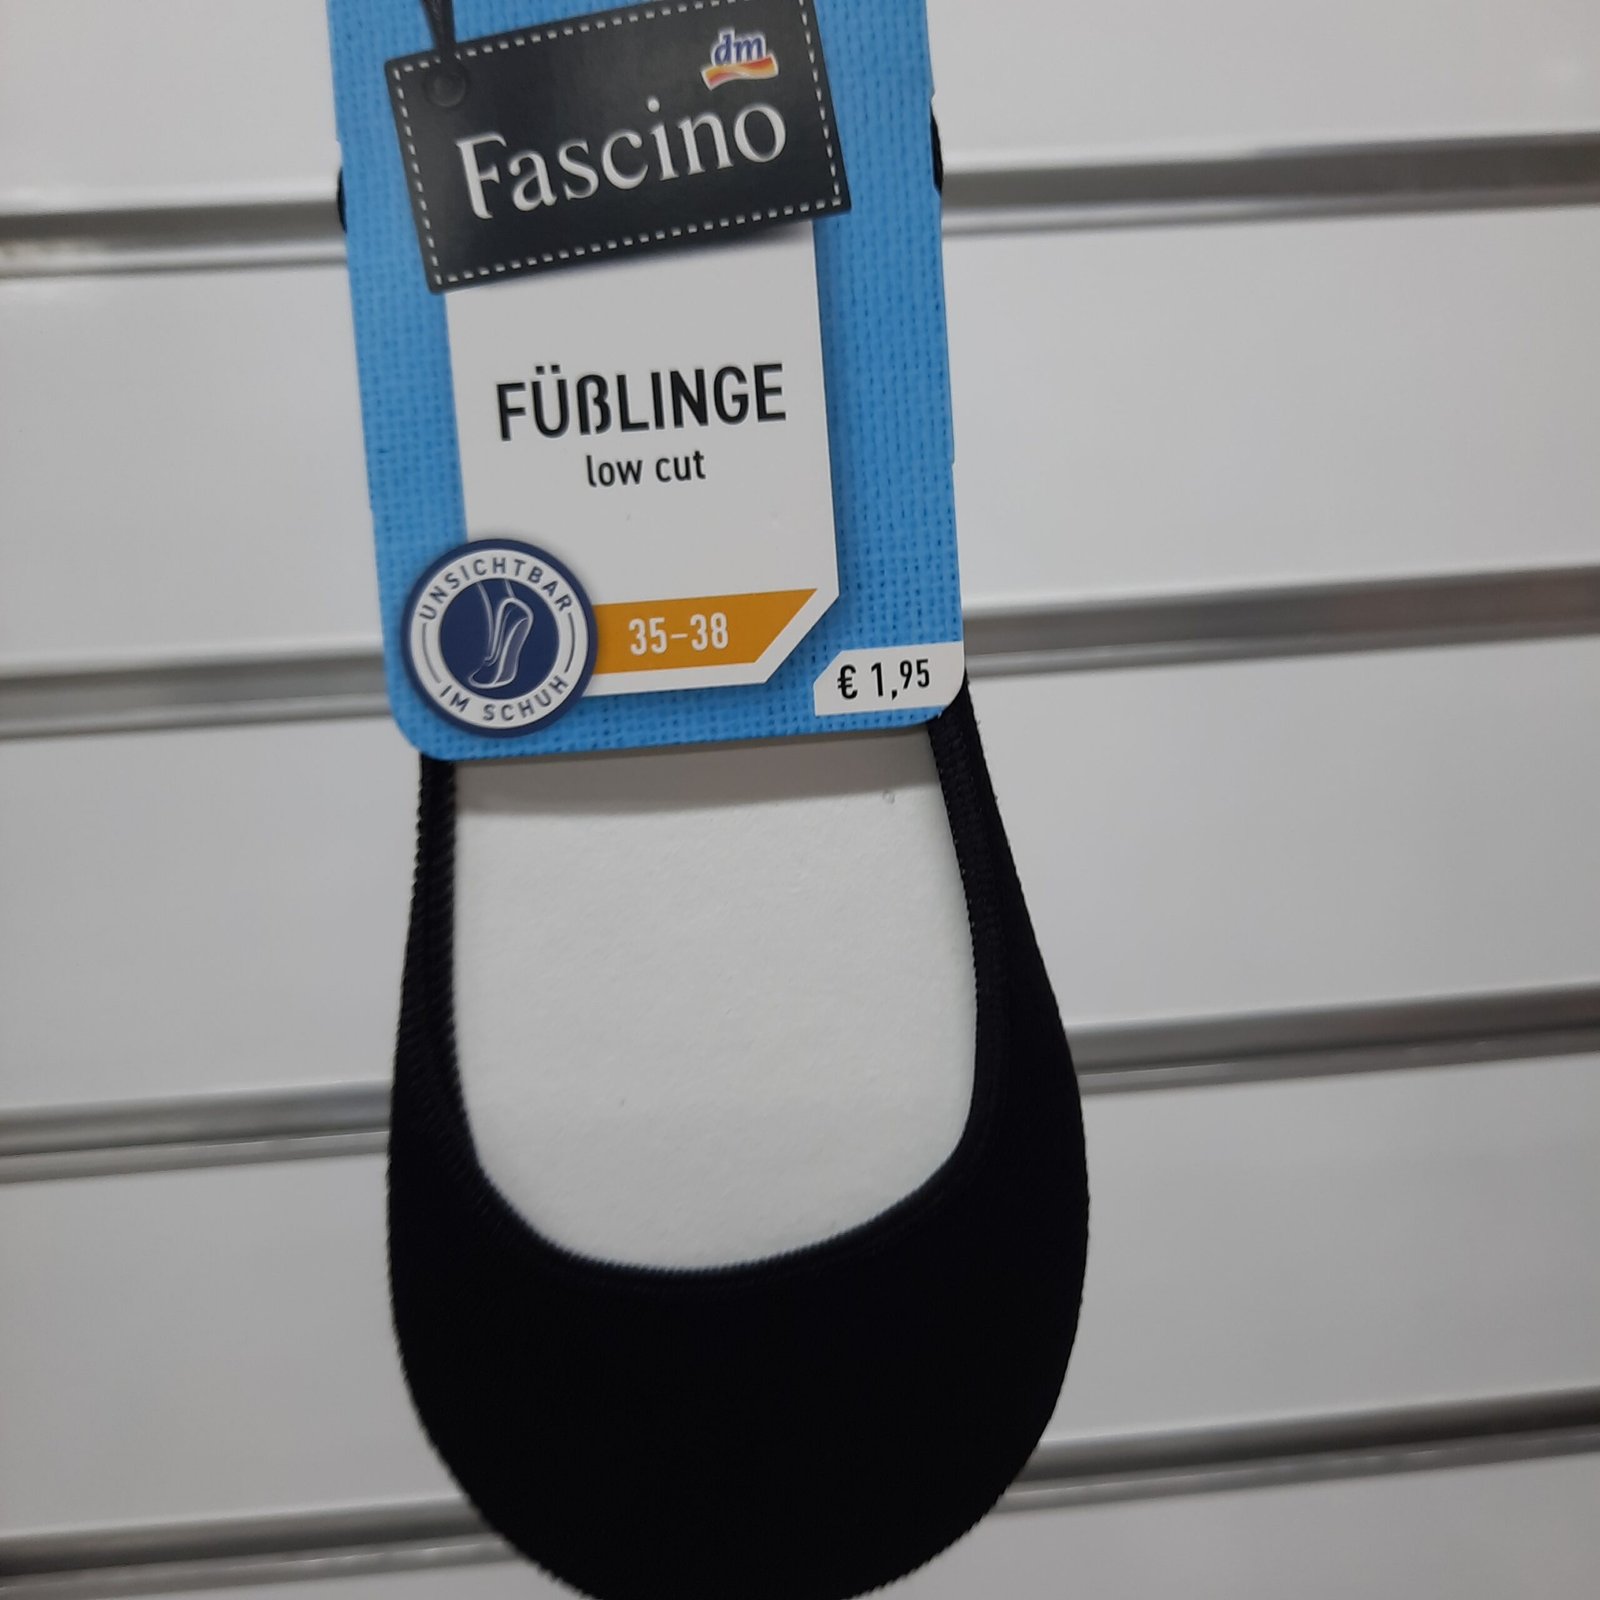 dm
Fascino
FÜßLINGE
low cut
UNSICHTBAR
IM SCHUH
35-38
€ 1,95